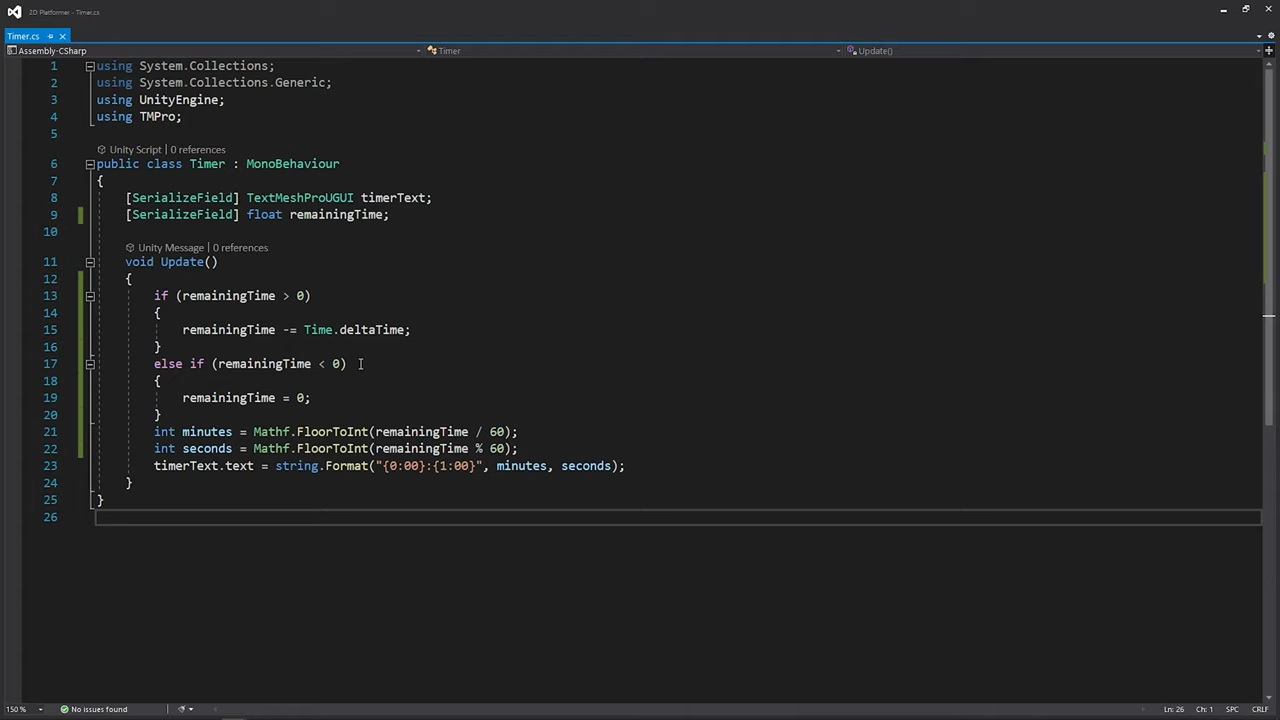 2D Platformer - Timer.cs
Timer.cs
Assembly-CSharp Timer Update()
1 using System.Collections;
2 using System.Collections.Generic;
3 using UnityEngine;
4 using TMPro;
5
Unity Script | 0 references
6 public class Timer : MonoBehaviour
7 {
8 [SerializeField] TextMeshProUGUI timerText;
9 [SerializeField] float remainingTime;
10
Unity Message | 0 references
11 void Update()
12 {
13 if (remainingTime > 0)
14 {
15 remainingTime -= Time.deltaTime;
16 }
17 else if (remainingTime < 0)
18 {
19 remainingTime = 0;
20 }
21 int minutes = Mathf.FloorToInt(remainingTime / 60);
22 int seconds = Mathf.FloorToInt(remainingTime % 60);
23 timerText.text = string.Format("{0:00}:{1:00}", minutes, seconds);
24 }
25 }
26
150 % No issues found Ln: 26 Ch: 1 SPC CRLF